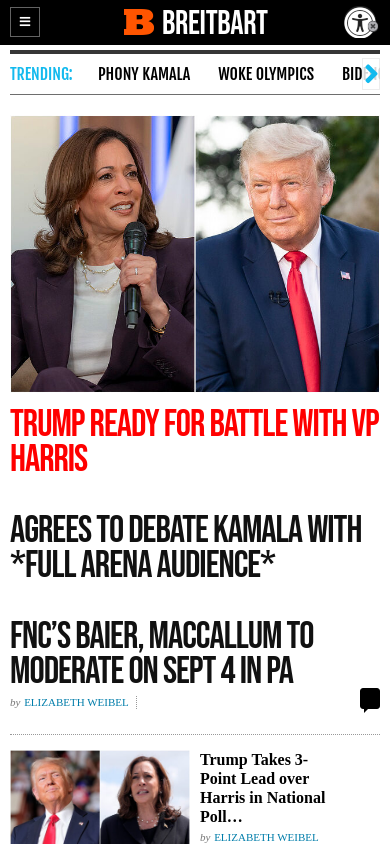 BREITBART
TRENDING: PHONY KAMALA WOKE OLYMPICS BID
TRUMP READY FOR BATTLE WITH VP
HARRIS
AGREES TO DEBATE KAMALA WITH
*FULL ARENA AUDIENCE*
FNC’S BAIER, MACCALLUM TO
MODERATE ON SEPT 4 IN PA
by ELIZABETH WEIBEL
Trump Takes 3-
Point Lead over
Harris in National
Poll…
by ELIZABETH WEIBEL